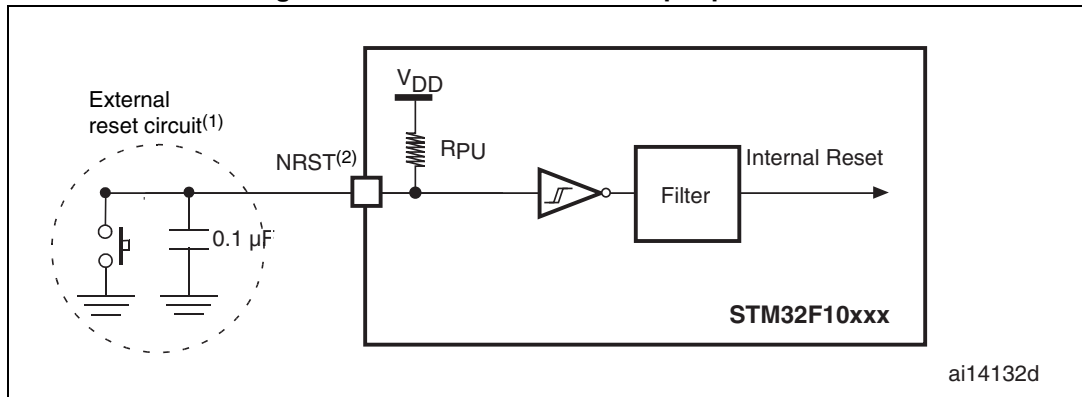 External
reset circuit(1)
NRST(2)
VDD
RPU
0.1 µF
Filter
Internal Reset
STM32F10xxx
ai14132d